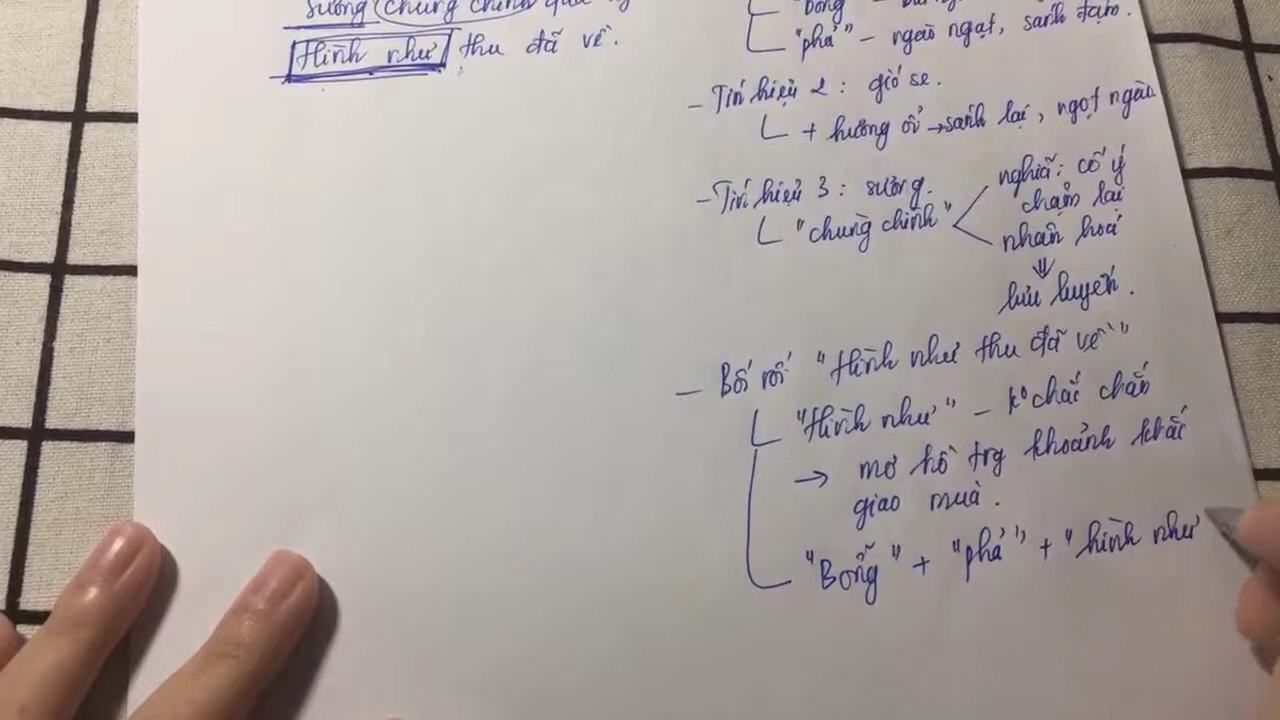 Sương chùng chình qua
Hình như thu đã về.
"Bỗng" –
"phả" – ngào ngạt, sánh đậm.
– Tín hiệu 2 : gió se.
+ hương ổi → sánh lại, ngọt ngào
– Tín hiệu 3 : sương.
"chùng chình"
nghĩa: cố ý
chậm lại
nhân hoá
⇓
lưu luyến.
– Bối rối "Hình như thu đã về"
"Hình như" – ko chắc chắn
→ mơ hồ trg khoảnh khắc
giao mùa.
"Bỗng" + "phả" + "hình như